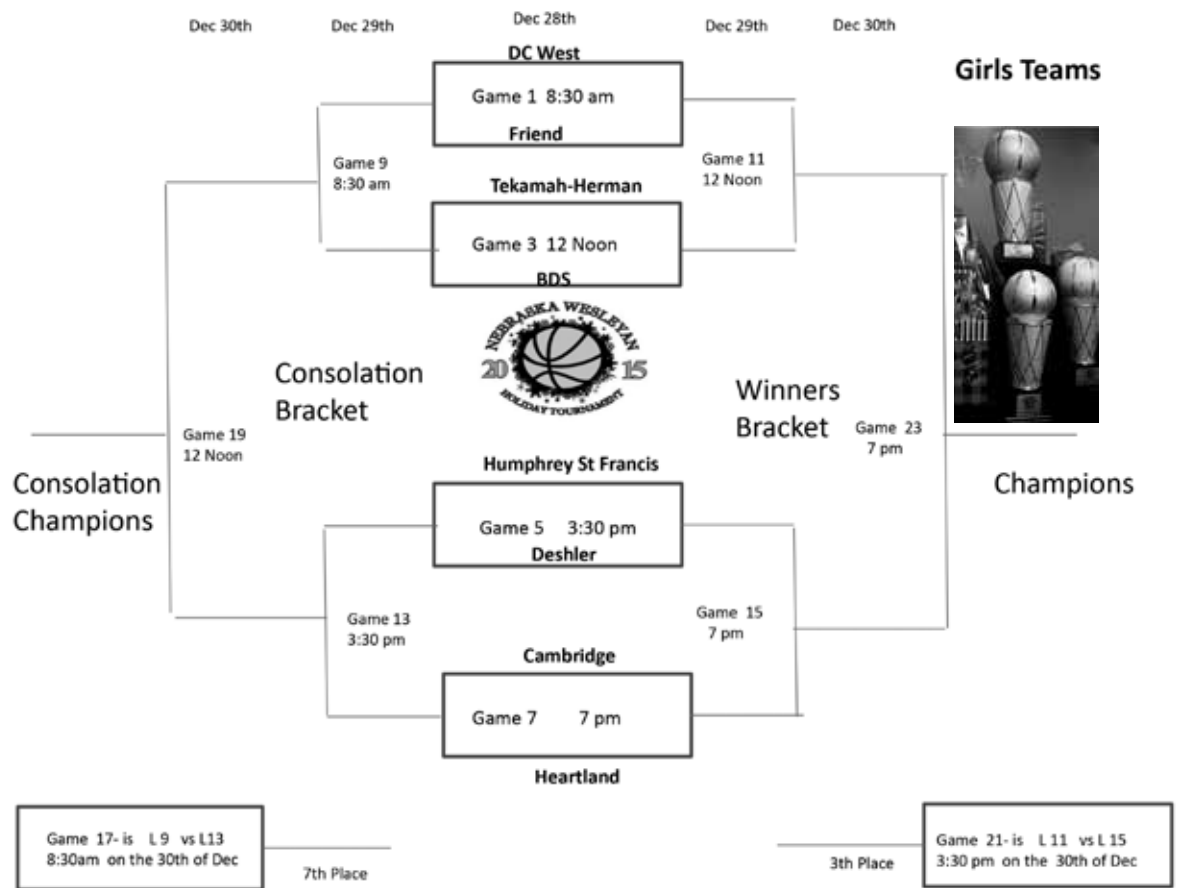 Dec 30th
Dec 29th
Dec 28th
Dec 29th
Dec 30th
DC West
Girls Teams
Game 1 8:30 am
Friend
Game 9
8:30 am
Game 11
12 Noon
Tekamah-Herman
Game 3 12 Noon
BDS
NEBRASKA WESLEYAN
20 15
HOLIDAY TOURNAMENT
Consolation
Bracket
Winners
Bracket
Game 19
12 Noon
Game 23
7 pm
Consolation
Champions
Champions
Humphrey St Francis
Game 5 3:30 pm
Deshler
Game 13
3:30 pm
Game 15
7 pm
Cambridge
Game 7 7 pm
Heartland
Game 17- is L 9 vs L13
8:30am on the 30th of Dec
7th Place
3th Place
Game 21- is L 11 vs L 15
3:30 pm on the 30th of Dec